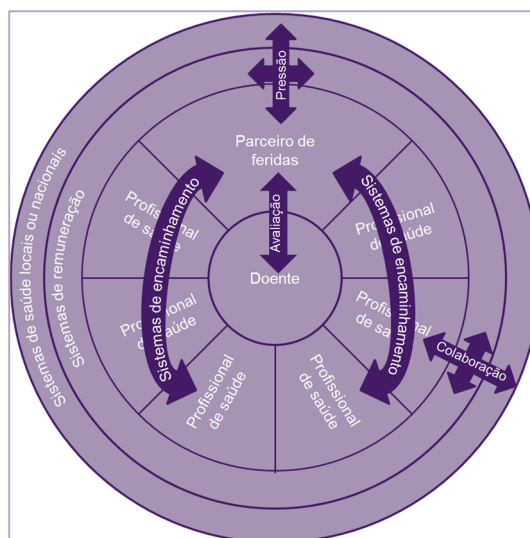 Pressão
Parceiro de
feridas
Avaliação
Doente
Sistemas de encaminhamento
Sistemas de encaminhamento
Profissional
de saúde
Profissional
de saúde
Profissional
de saúde
Profissional
de saúde
Profissional
de saúde
Profissional
de saúde
Colaboração
Sistemas de remuneração
Sistemas de saúde locais ou nacionais